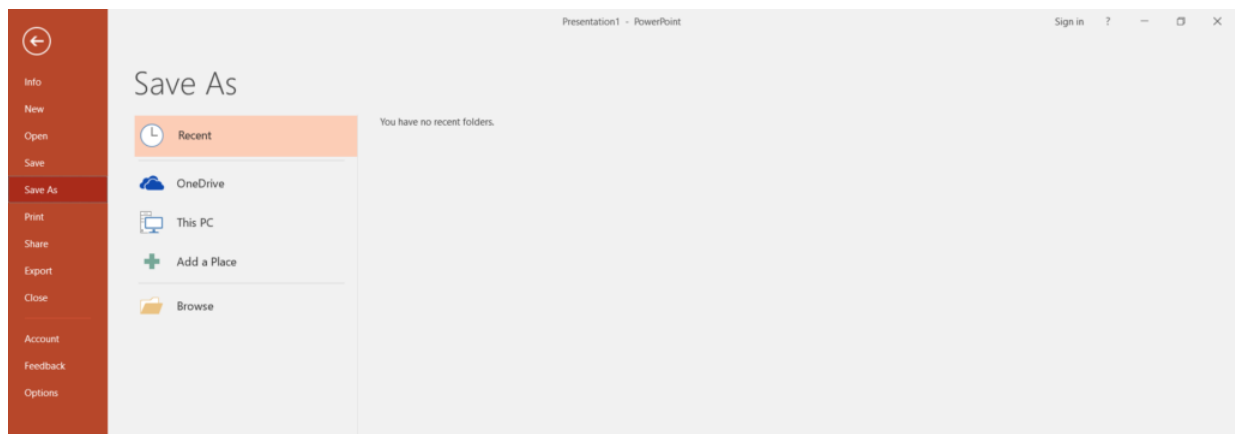 Presentation1 - PowerPoint
Sign in ?
Info
New
Open
Save
Save As
Print
Share
Export
Close
Account
Feedback
Options
Save As
Recent
OneDrive
This PC
Add a Place
Browse
You have no recent folders.